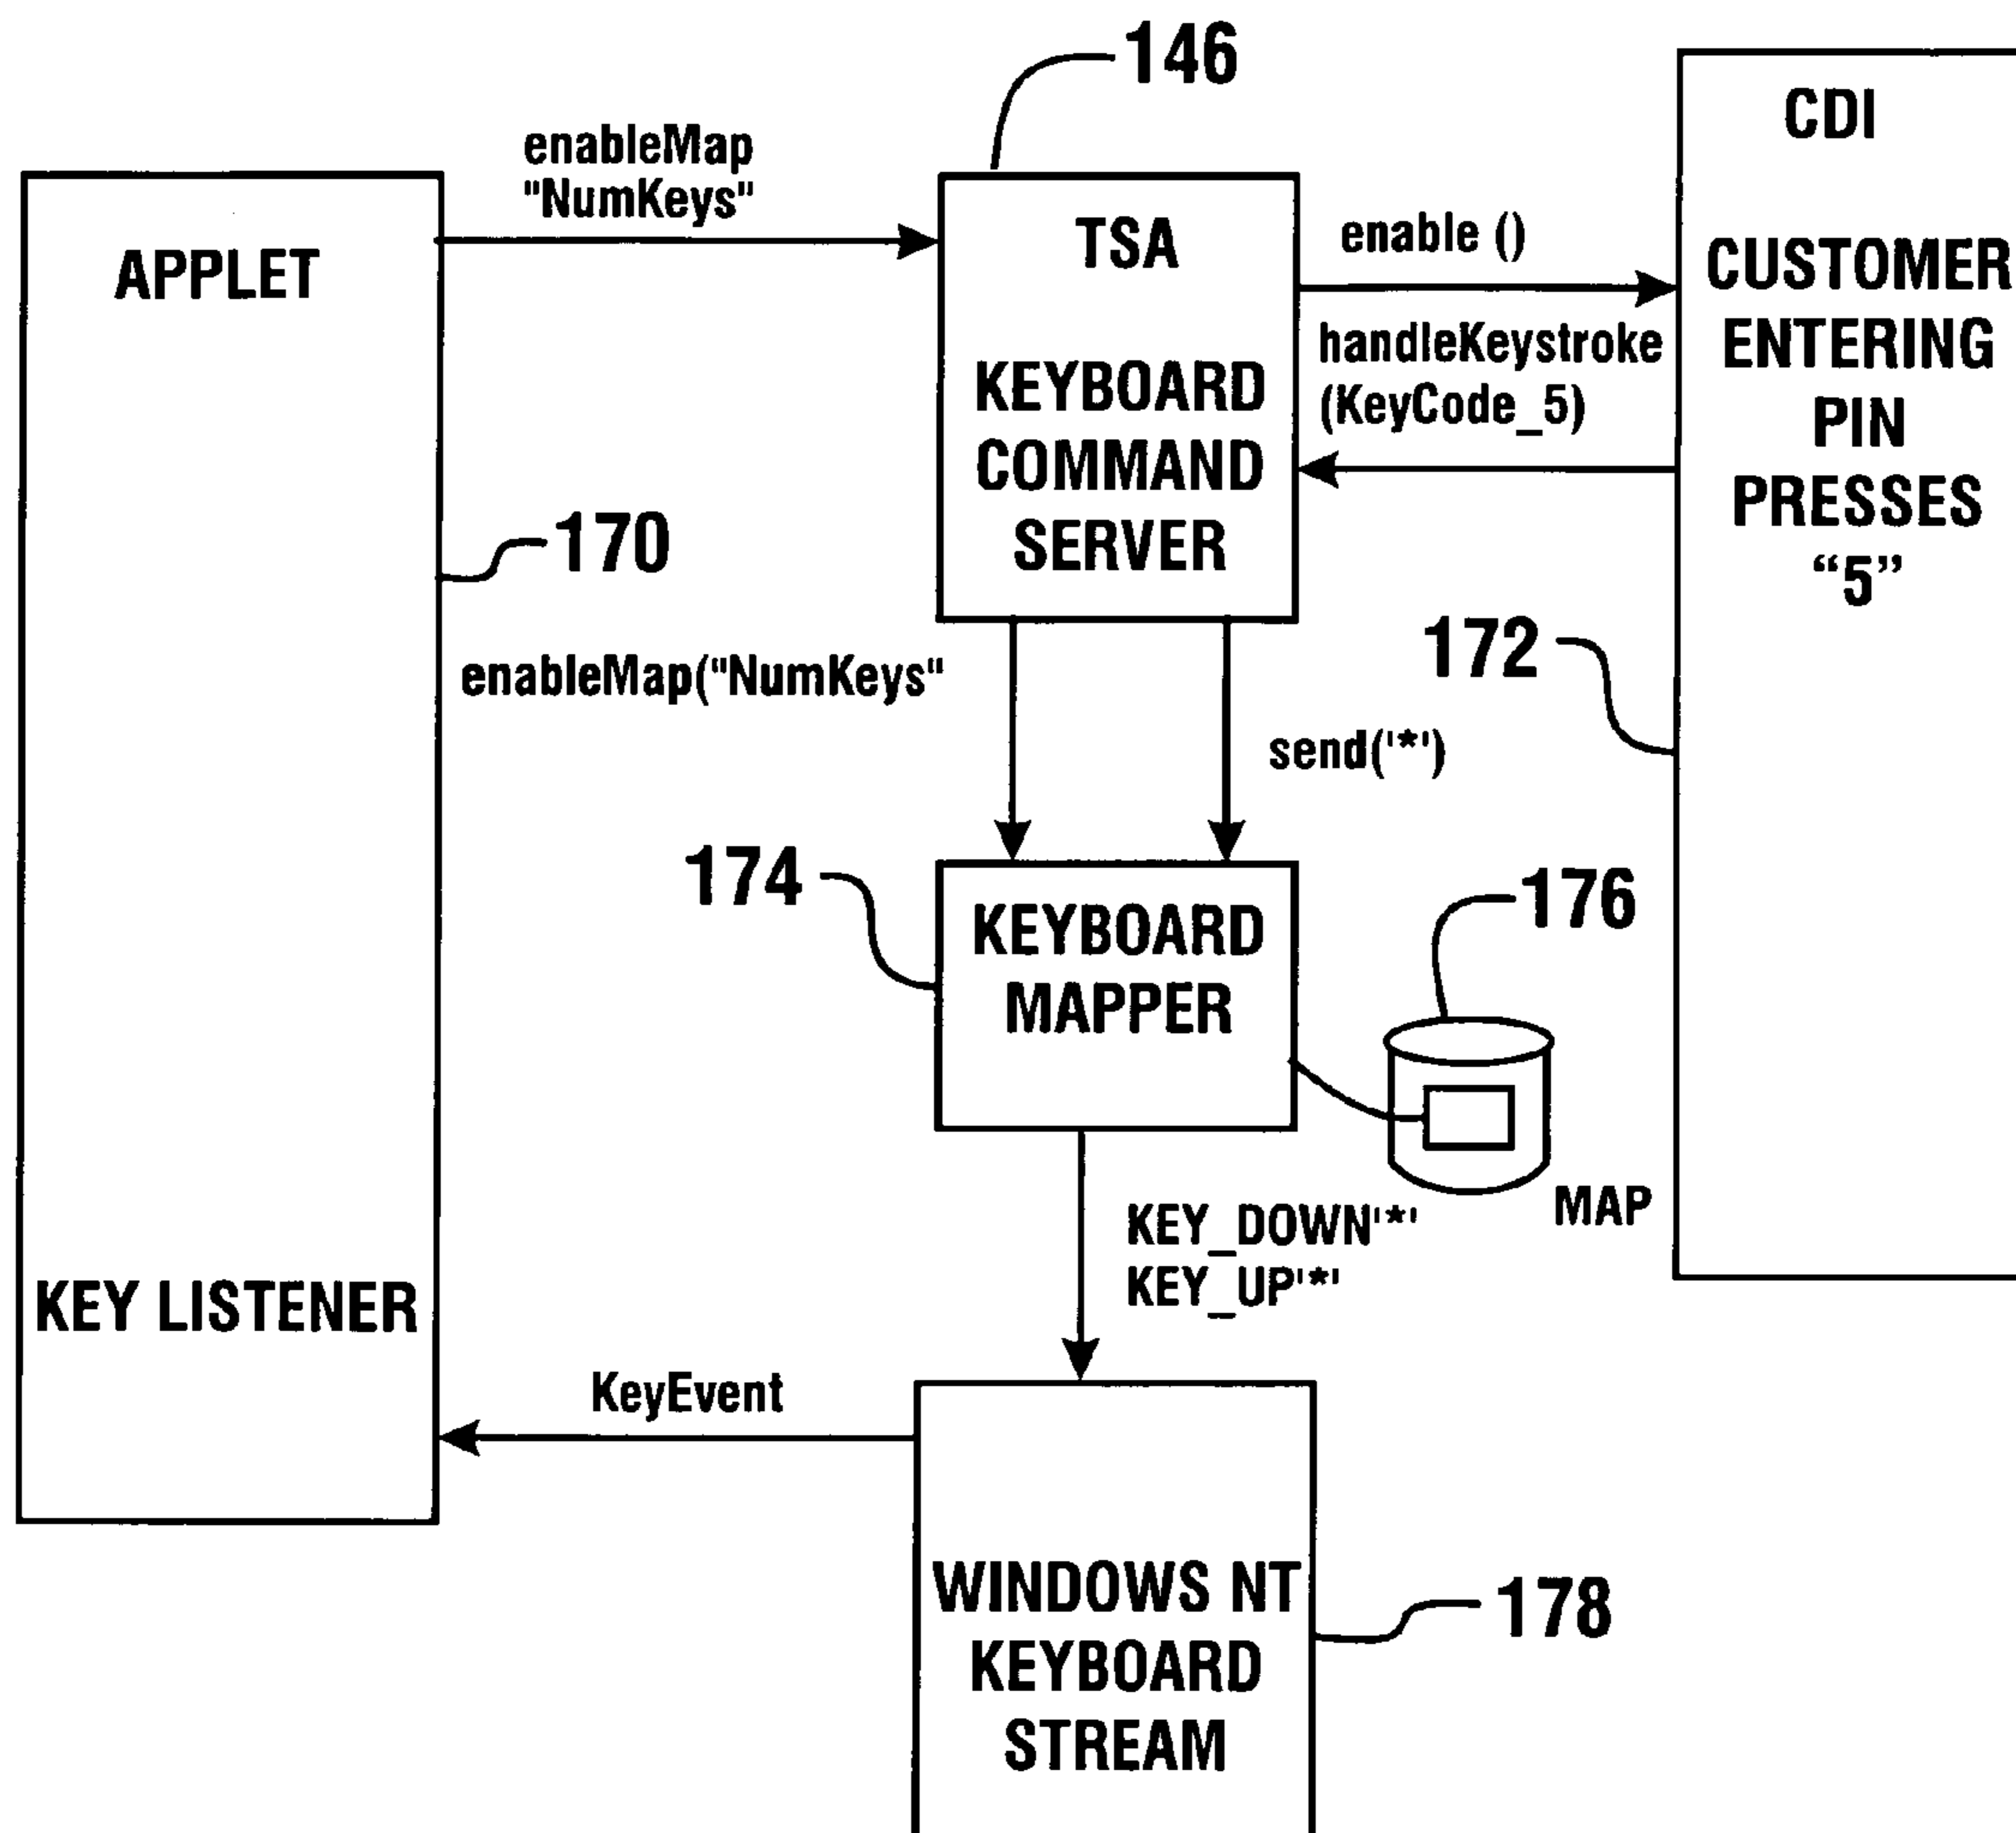 146
enableMap
"NumKeys"
APPLET
TSA
KEYBOARD
COMMAND
SERVER
enable ()
handleKeystroke
(KeyCode_5)
CDI
CUSTOMER
ENTERING
PIN
PRESSES
“5”
170
172
enableMap("NumKeys"
send('*')
174
KEYBOARD
MAPPER
176
MAP
KEY_DOWN'*'
KEY_UP'*'
KEY LISTENER
KeyEvent
WINDOWS NT
KEYBOARD
STREAM
178